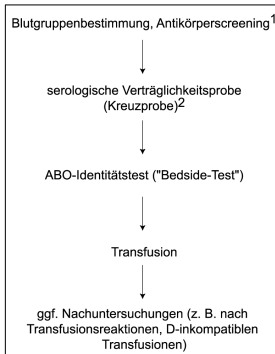 Blutgruppenbestimmung, Antikörperscreening1
serologische Verträglichkeitsprobe
(Kreuzprobe)2
ABO-Identitätstest ("Bedside-Test")
Transfusion
ggf. Nachuntersuchungen (z. B. nach
Transfusionsreaktionen, D-inkompatiblen
Transfusionen)